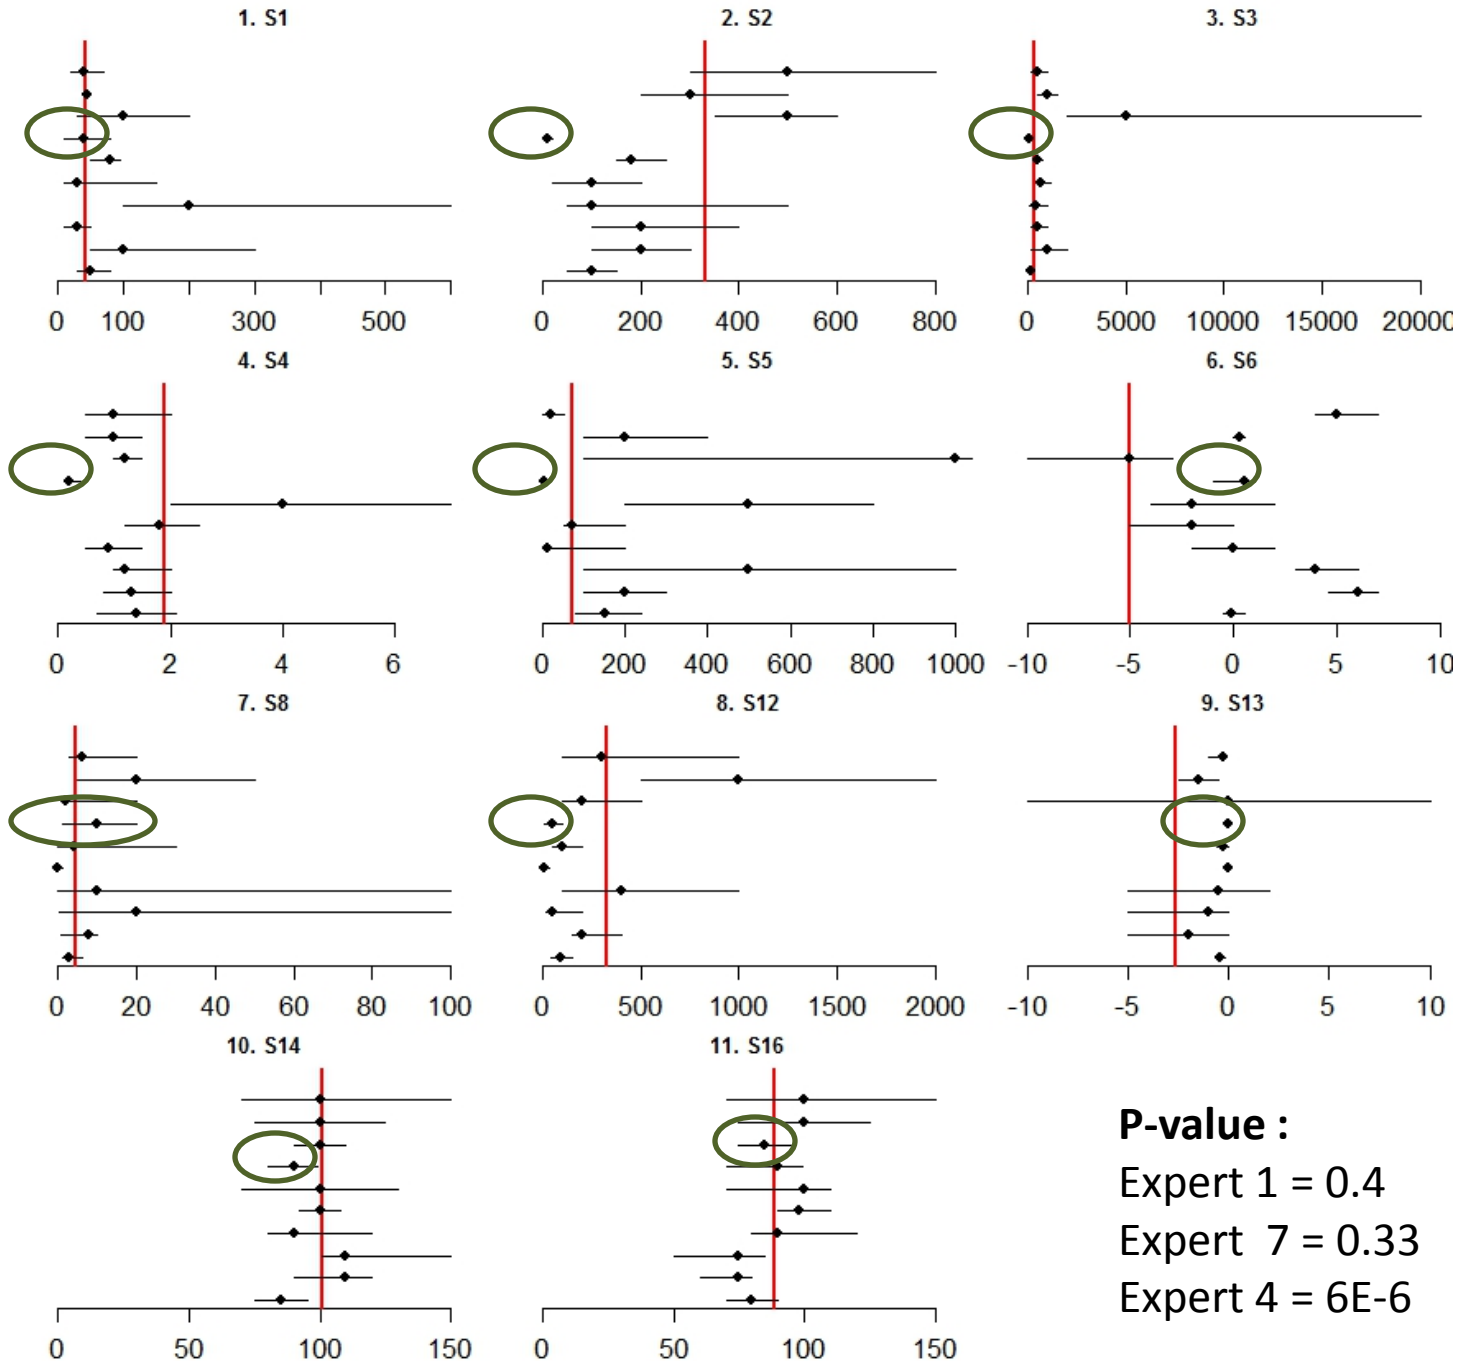 1. S1
2. S2
3. S3
0 100 300 500
0 200 400 600 800
0 5000 10000 15000 20000
4. S4
5. S5
6. S6
0 2 4 6
0 200 400 600 800 1000
-10 -5 0 5 10
7. S8
8. S12
9. S13
0 20 40 60 80 100
0 500 1000 1500 2000
-10 -5 0 5 10
10. S14
11. S16
0 50 100 150
0 50 100 150
P-value :
Expert 1 = 0.4
Expert 7 = 0.33
Expert 4 = 6E-6